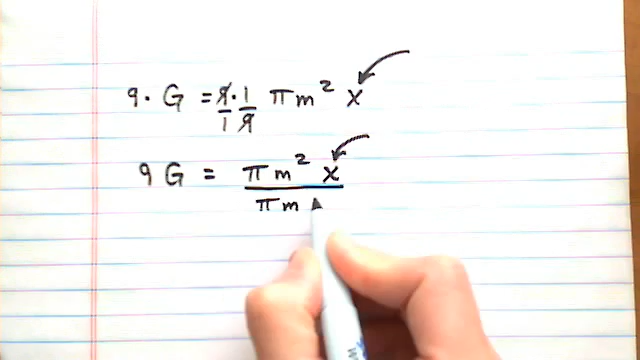 9 · G = 9/1 · 1/9 π m² x
9 G = π m² x / π m